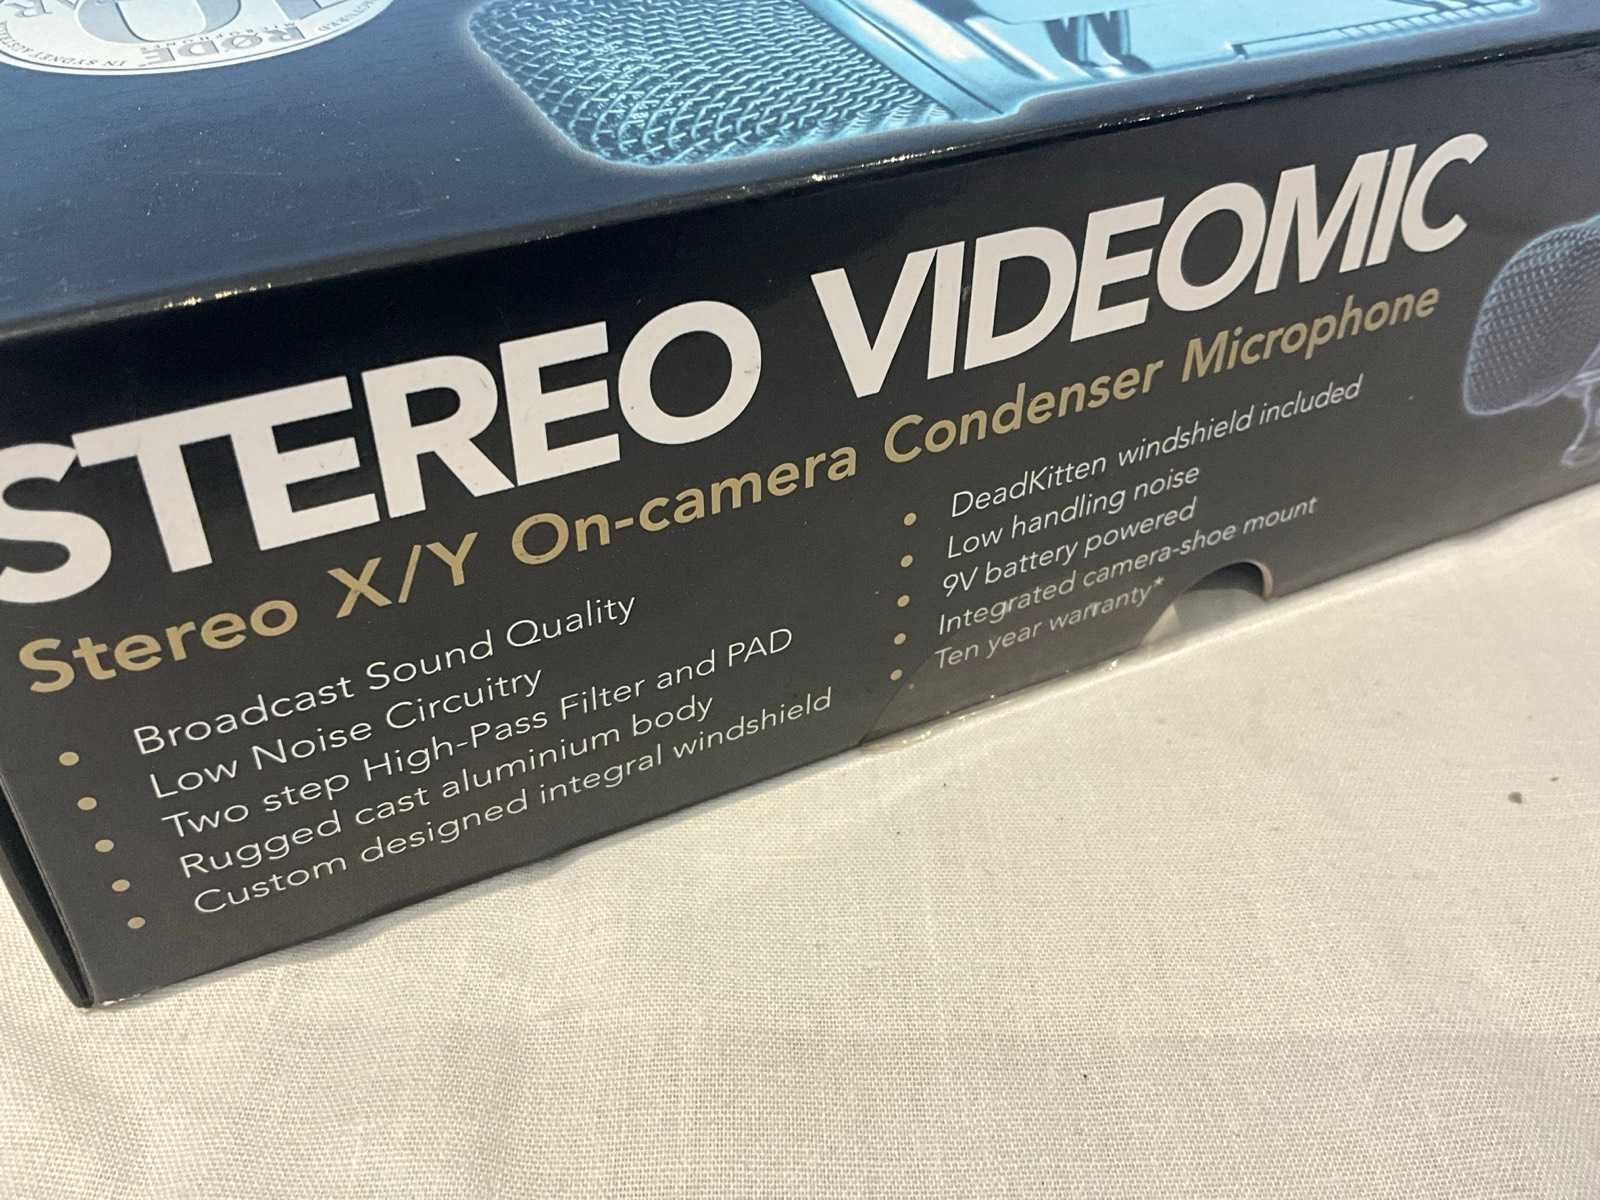 RØDE
STEREO VIDEOMIC
Stereo X/Y On-camera Condenser Microphone
Broadcast Sound Quality
Low Noise Circuitry
Two step High-Pass Filter and PAD
Rugged cast aluminium body
Custom designed integral windshield
DeadKitten windshield included
Low handling noise
9V battery powered
Integrated camera-shoe mount
Ten year warranty*